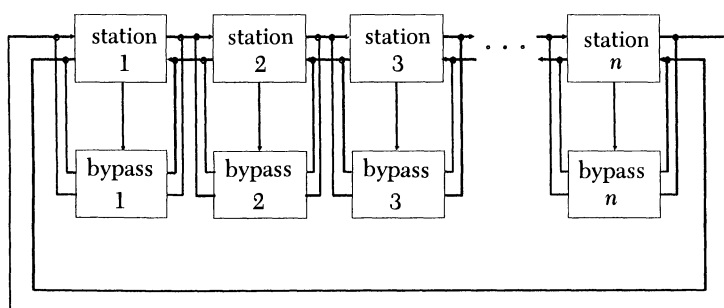 station
1
station
2
station
3
. . .
station
n
bypass
1
bypass
2
bypass
3
bypass
n